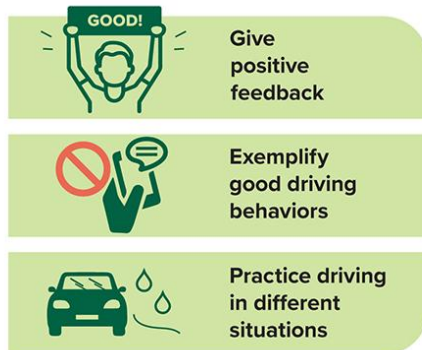 GOOD!
Give
positive
feedback
Exemplify
good driving
behaviors
Practice driving
in different
situations